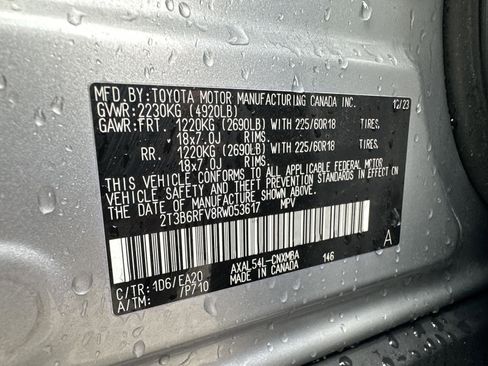 MFD. BY: TOYOTA MOTOR MANUFACTURING CANADA INC. 12/23
GVWR: 2230KG (4920LB)
GAWR: FRT. 1220KG (2690LB) WITH 225/60R18 TIRES,
18x7.0J RIMS.
RR. 1220KG (2690LB) WITH 225/60R18 TIRES,
18x7.0J RIMS.
THIS VEHICLE CONFORMS TO ALL APPLICABLE FEDERAL MOTOR
VEHICLE SAFETY AND THEFT PREVENTION STANDARDS IN EFFECT
ON THE DATE OF MANUFACTURE SHOWN ABOVE.
2T3B6RFV8RW053617 MPV
A
C/TR: 1D6/EA20 AXAL54L-CNXMBA 146
A/TM: /P710 MADE IN CANADA